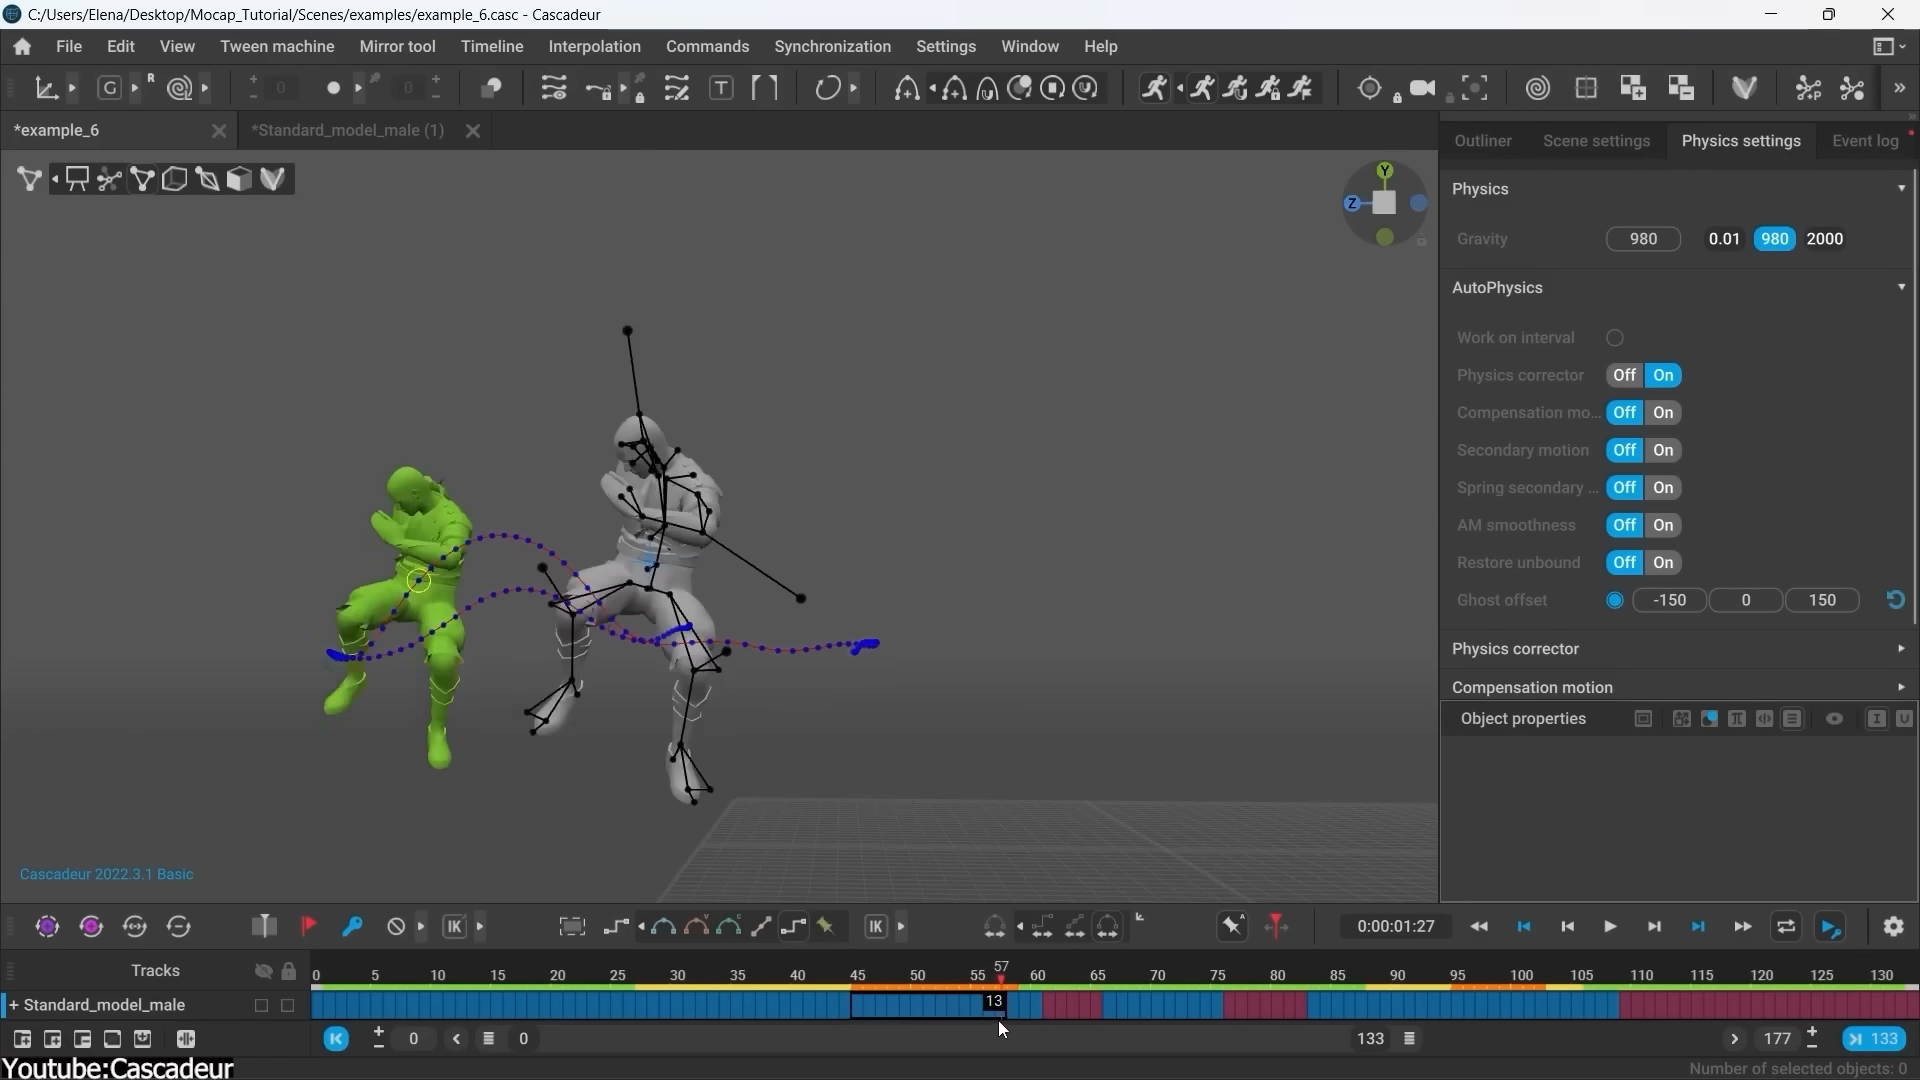 C:/Users/Elena/Desktop/Mocap_Tutorial/Scenes/examples/example_6.casc - Cascadeur
File Edit View Tween machine Mirror tool Timeline Interpolation Commands Synchronization Settings Window Help
G R 0 0 T
*example_6 *Standard_model_male (1)
Outliner Scene settings Physics settings Event log
Y
Z
Physics
Gravity 980 0.01 980 2000
AutoPhysics
Work on interval
Physics corrector Off On
Compensation mo... Off On
Secondary motion Off On
Spring secondary ... Off On
AM smoothness Off On
Restore unbound Off On
Ghost offset -150 0 150
Physics corrector
Compensation motion
Object properties
Cascadeur 2022.3.1 Basic
IK IK 0:00:01:27
Tracks 0 5 10 15 20 25 30 35 40 45 50 55 57 60 65 70 75 80 85 90 95 100 105 110 115 120 125 130
+ Standard_model_male 13
0 0 133 177 133
Youtube:Cascadeur
Number of selected objects: 0